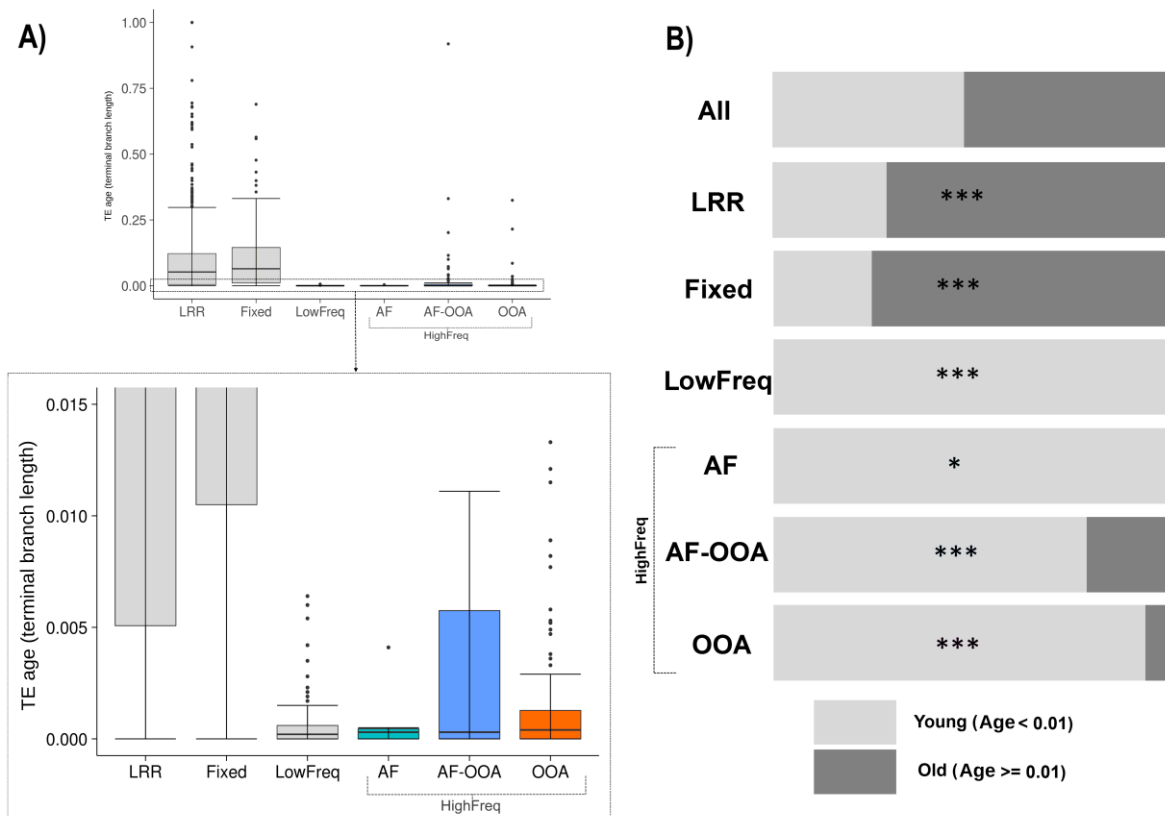 A)
TE age (terminal branch length)
1.00
0.75
0.50
0.25
0.00
LRR Fixed LowFreq AF AF-OOA OOA
HighFreq
TE age (terminal branch length)
0.015
0.010
0.005
0.000
LRR Fixed LowFreq AF AF-OOA OOA
HighFreq
B)
All
LRR ***
Fixed ***
LowFreq ***
HighFreq
AF *
AF-OOA ***
OOA ***
Young (Age < 0.01)
Old (Age >= 0.01)